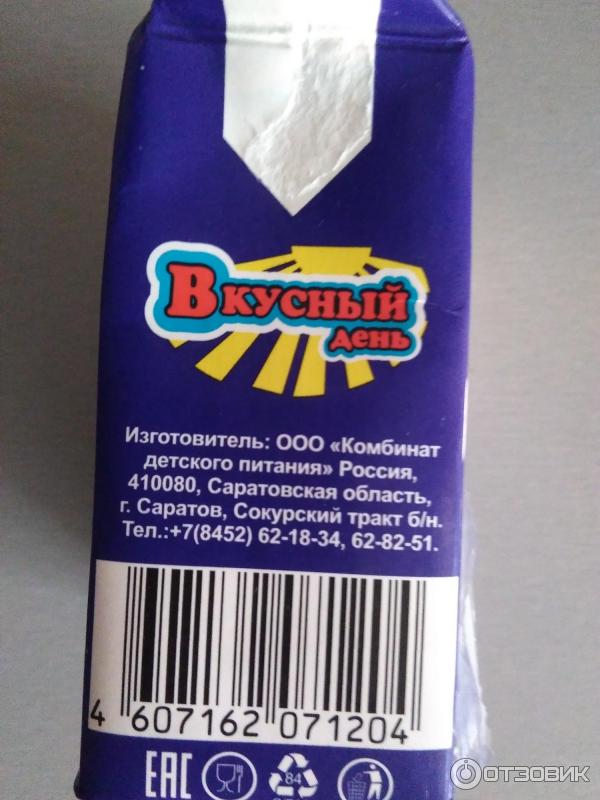 Вкусный
день
Изготовитель: ООО «Комбинат
детского питания» Россия,
410080, Саратовская область,
г. Саратов, Сокурский тракт б/н.
Тел.:+7(8452) 62-18-34, 62-82-51.
4 607162 071204
ЕАС
84
ОТЗОВИК